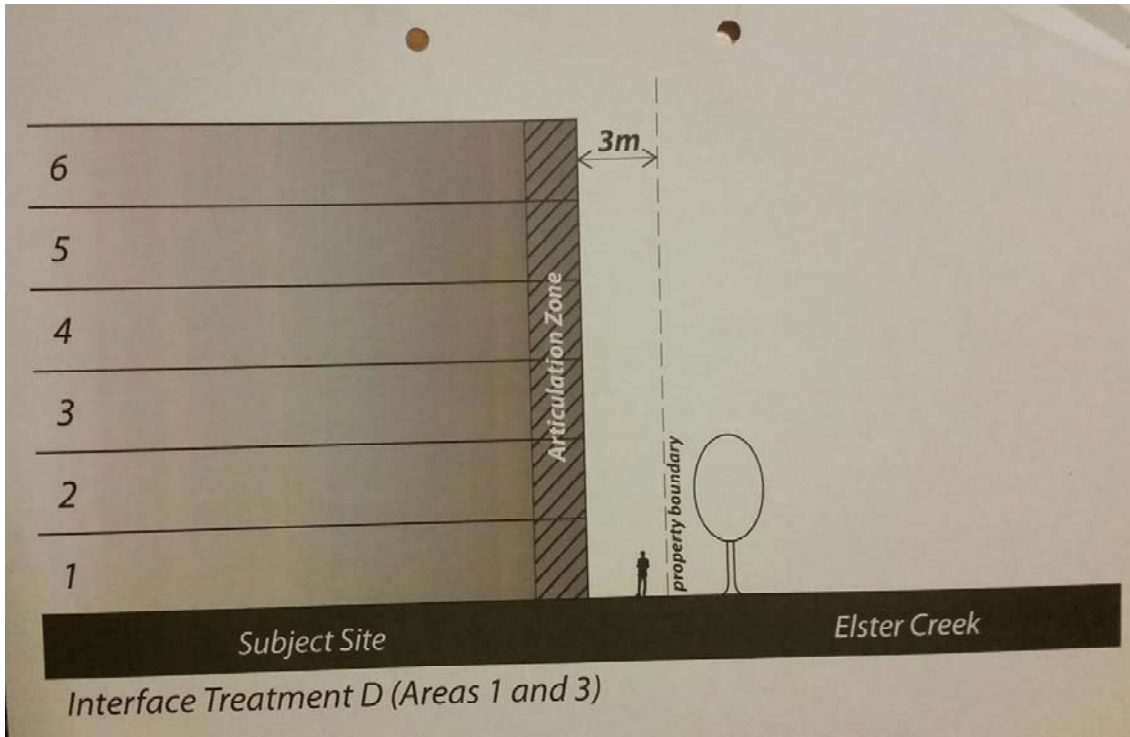 3m
6
5
4
3
2
1
Articulation Zone
property boundary
Subject Site
Elster Creek
Interface Treatment D (Areas 1 and 3)